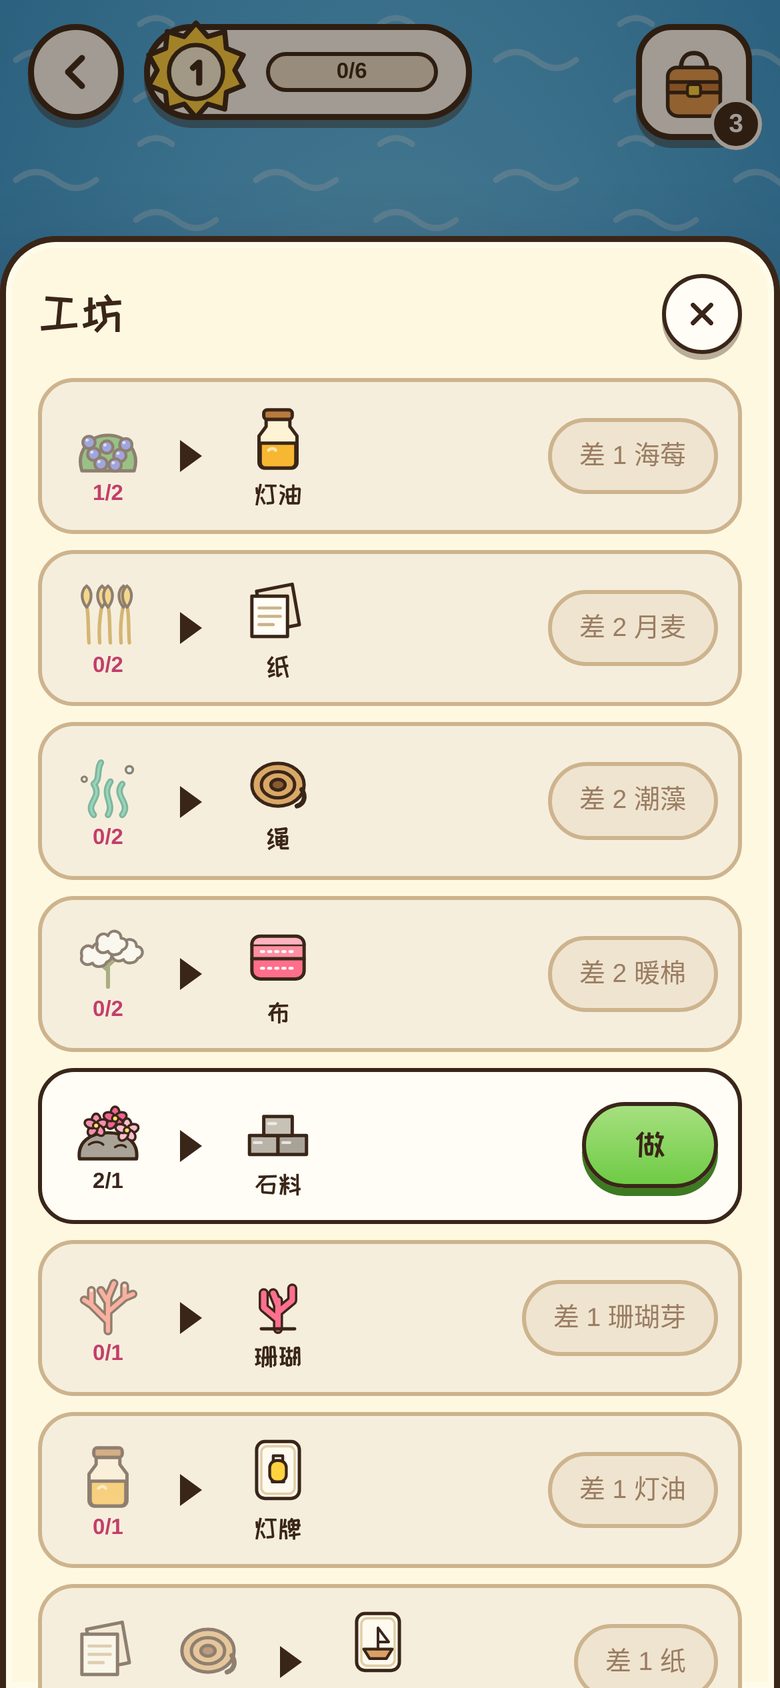 1
0/6
3
工坊
1/2
灯油
差 1 海莓
0/2
纸
差 2 月麦
0/2
绳
差 2 潮藻
0/2
布
差 2 暖棉
2/1
石料
做
0/1
珊瑚
差 1 珊瑚芽
0/1
灯牌
差 1 灯油
差 1 纸